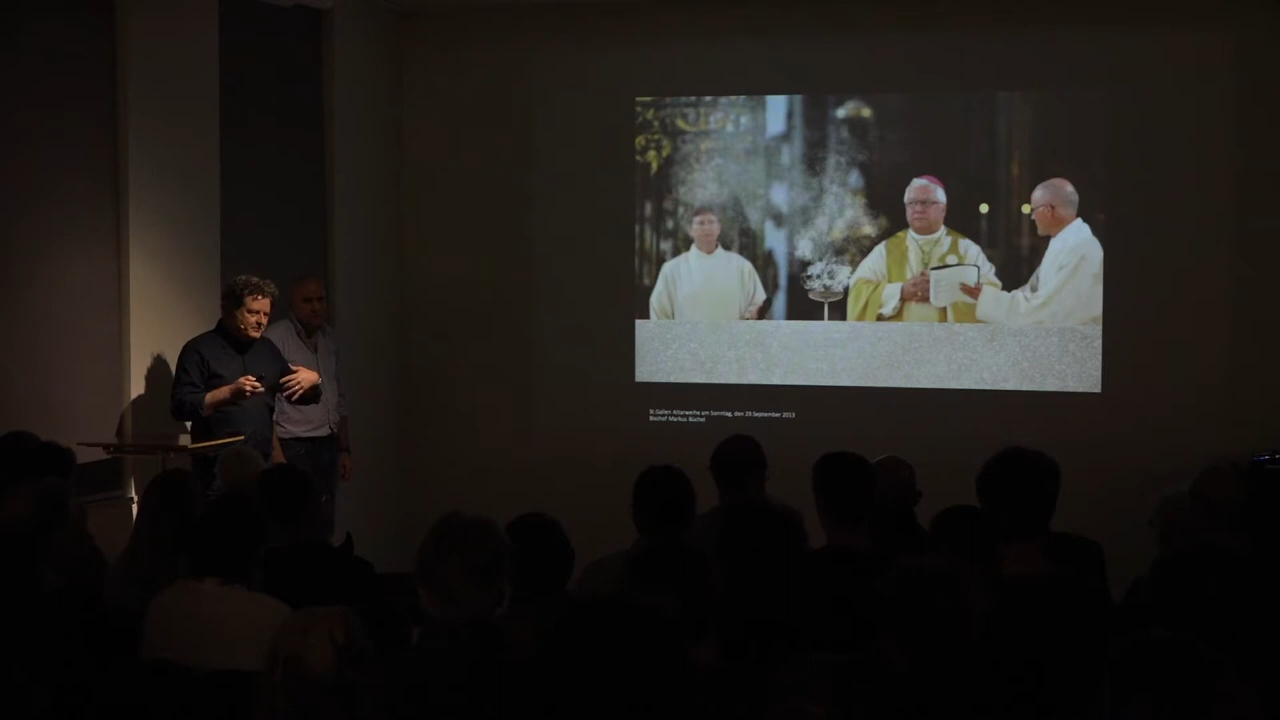 St.Gallen Altarweihe am Sonntag, den 29.September 2013
Bischof Markus Büchel